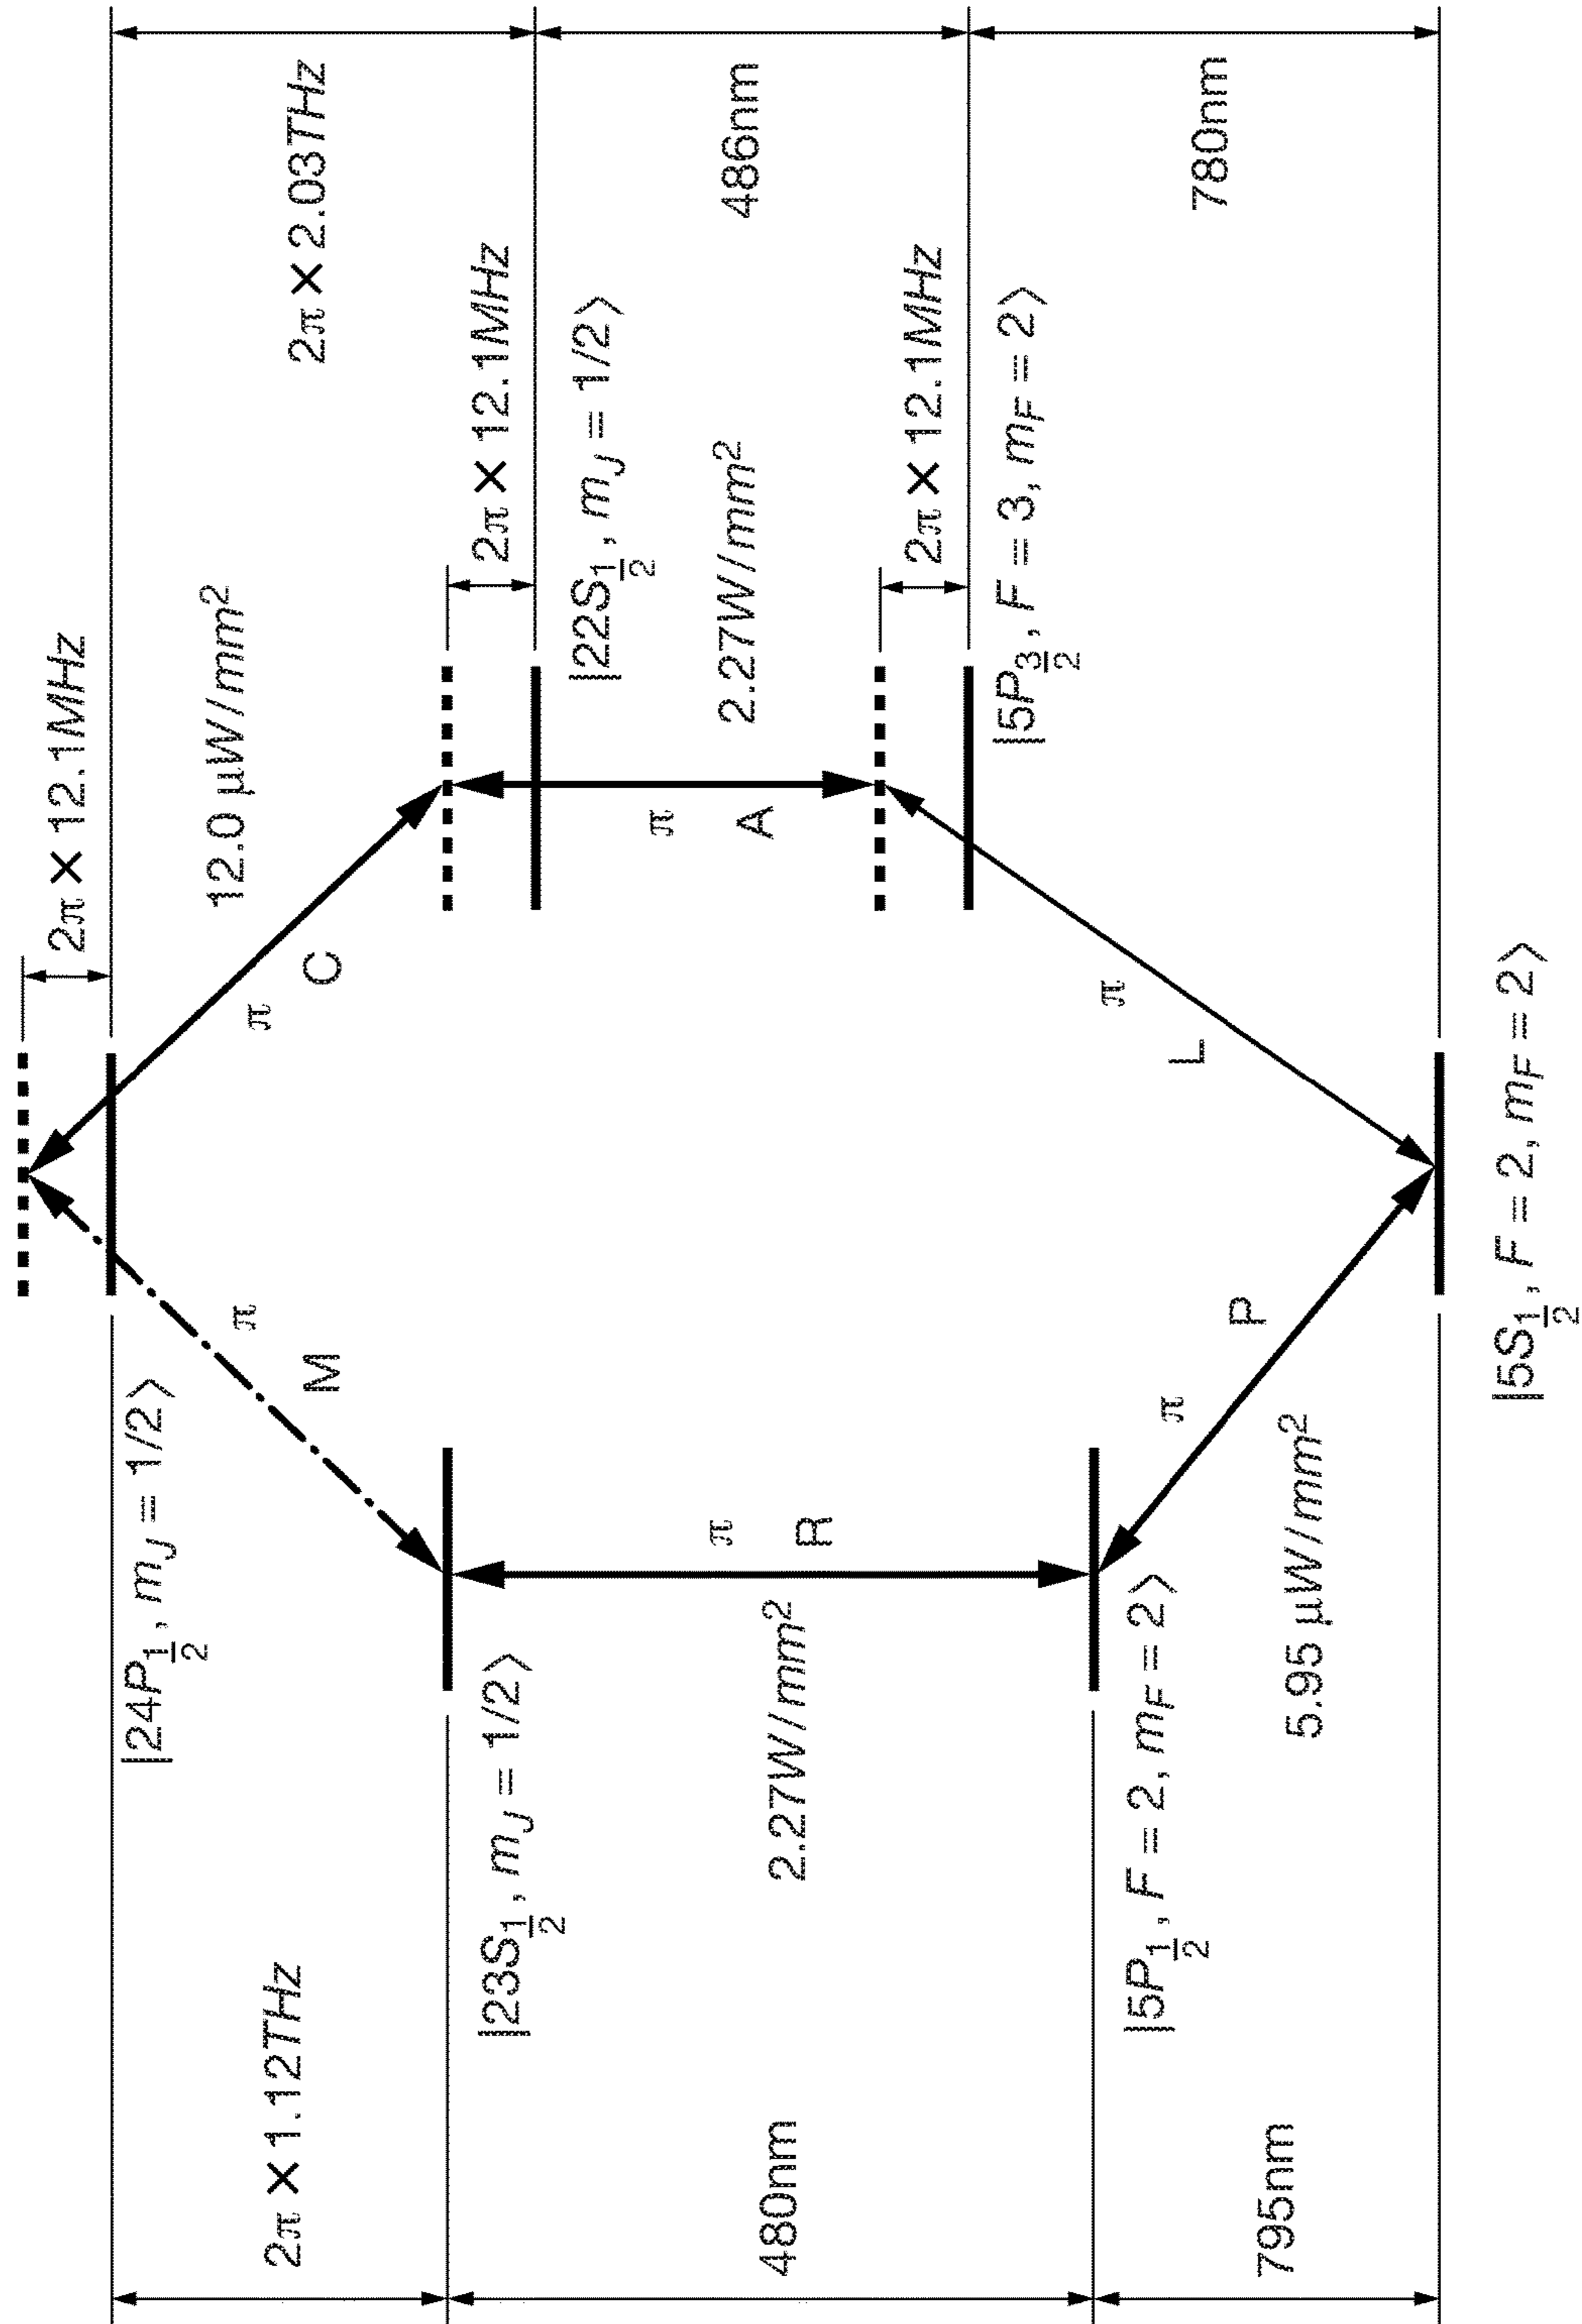 2π × 12.1MHz
|24P1/2, mJ = 1/2⟩
2π × 1.12THz
π
M
π
C
12.0 μW/mm²
2π × 2.03THz
2π × 12.1MHz
|23S1/2, mJ = 1/2⟩
|22S1/2, mJ = 1/2⟩
480nm
2.27W/mm²
π
R
π
A
2.27W/mm²
486nm
2π × 12.1MHz
|5P1/2, F = 2, mF = 2⟩
|5P3/2, F = 3, mF = 2⟩
795nm
5.95 μW/mm²
π
P
π
L
780nm
|5S1/2, F = 2, mF = 2⟩